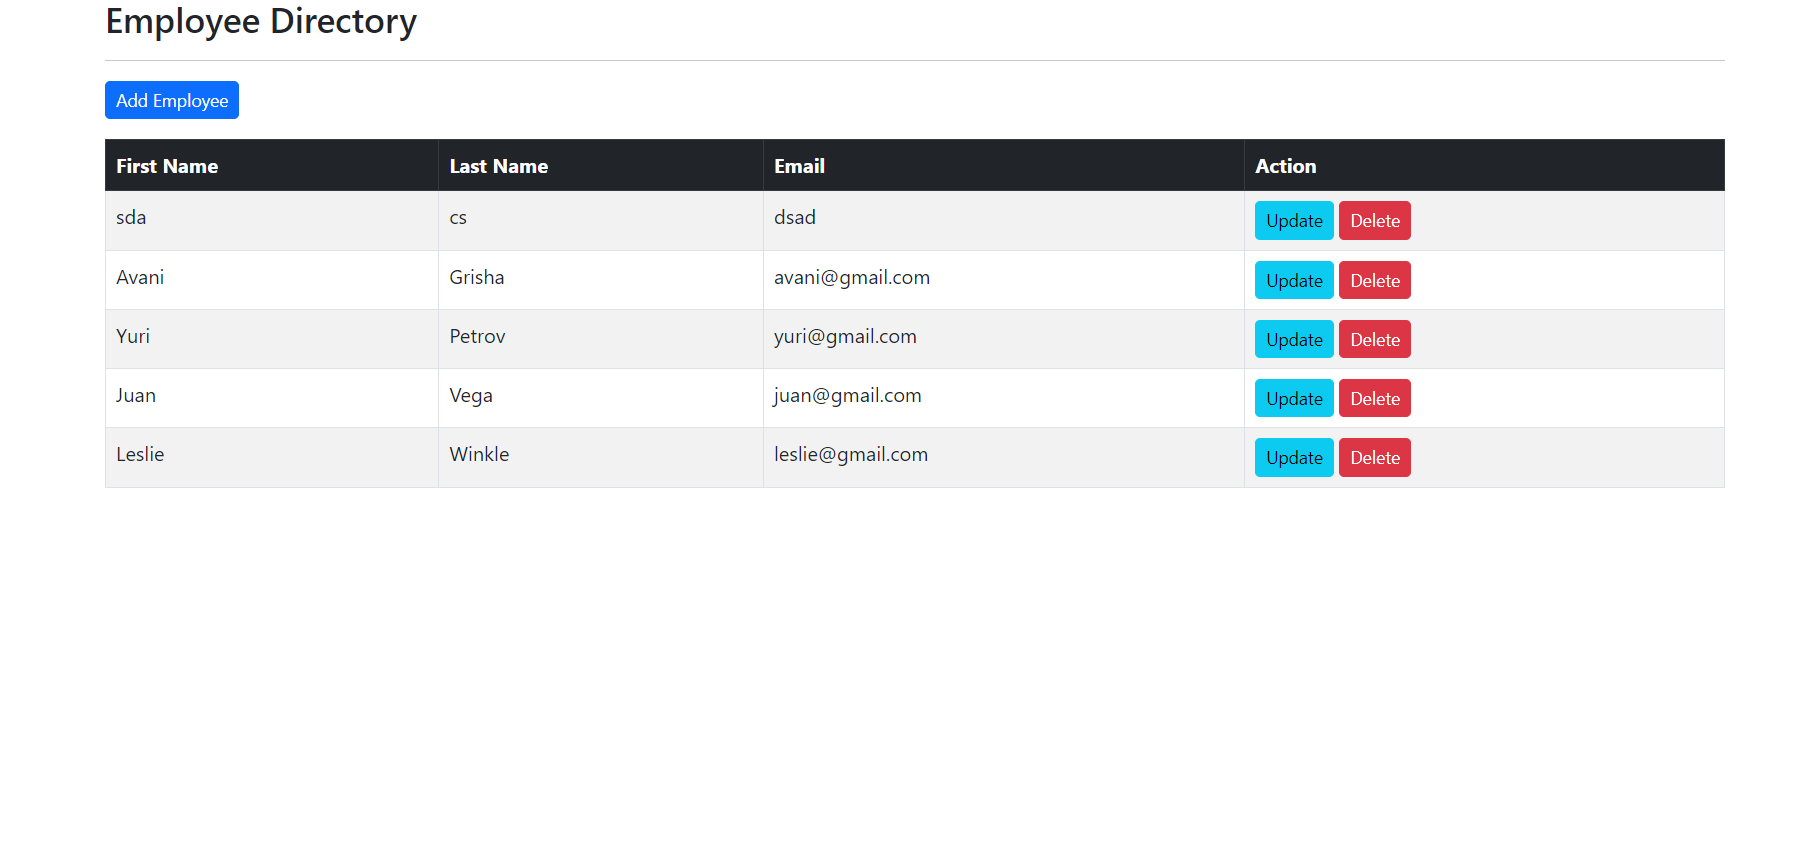 Employee Directory
Add Employee
First Name Last Name Email Action
sda cs dsad Update Delete
Avani Grisha avani@gmail.com Update Delete
Yuri Petrov yuri@gmail.com Update Delete
Juan Vega juan@gmail.com Update Delete
Leslie Winkle leslie@gmail.com Update Delete